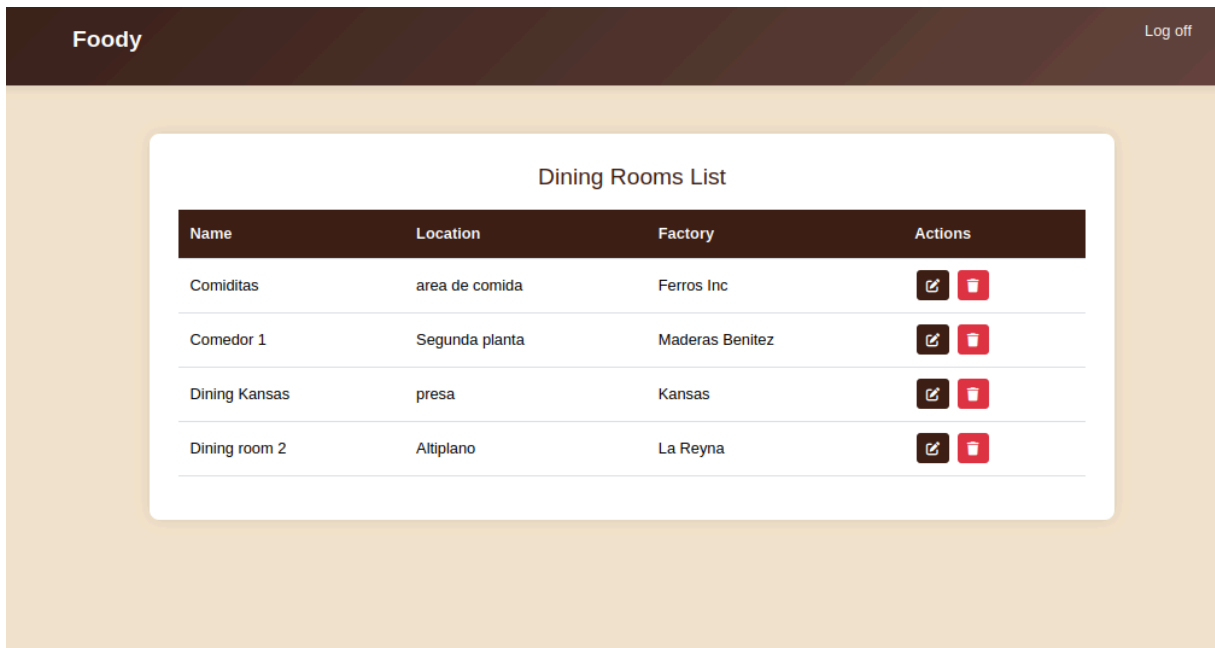 Foody
Log off
Dining Rooms List
Name Location Factory Actions
Comiditas area de comida Ferros Inc
Comedor 1 Segunda planta Maderas Benitez
Dining Kansas presa Kansas
Dining room 2 Altiplano La Reyna